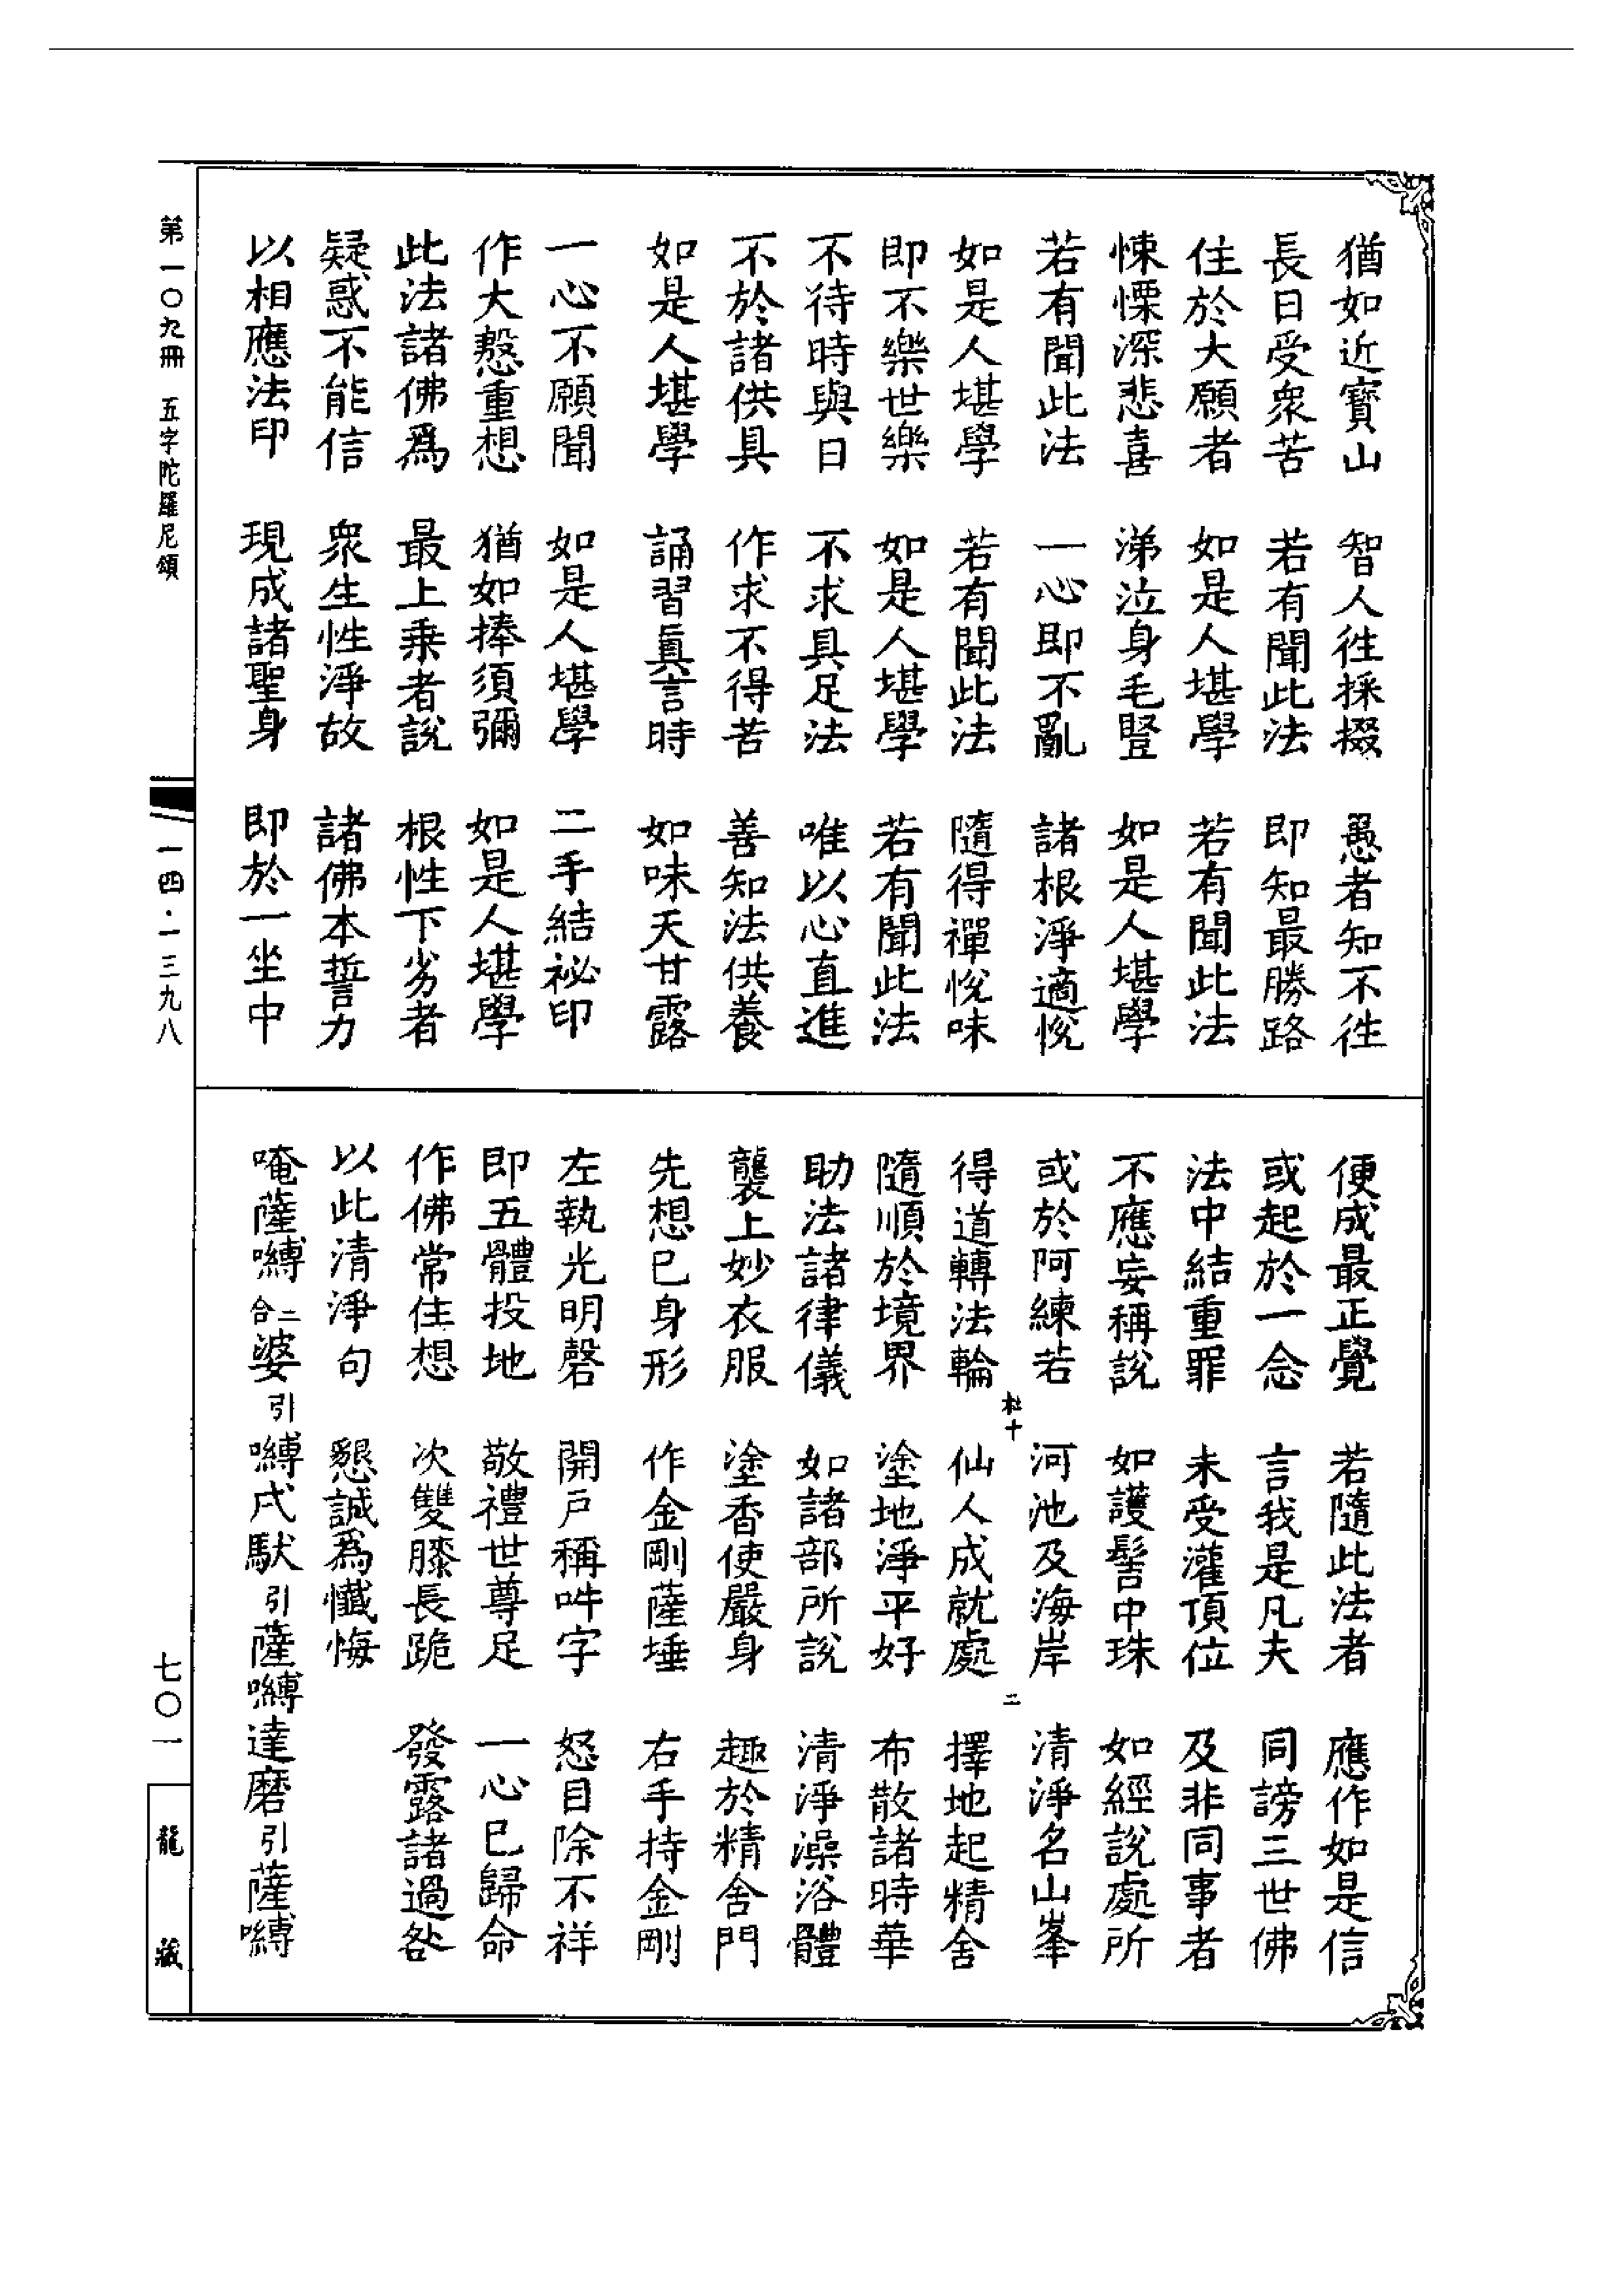 猶如近寶山　智人往採掇　愚者知不往
長日受衆苦　若有聞此法　即知最勝路
住於大願者　如是人堪學　若有聞此法
悚慄深悲喜　涕泣身毛豎　如是人堪學
若有聞此法　一心即不亂　諸根淨適悅
如是人堪學　若有聞此法　隨得禪悅味
即不樂世樂　如是人堪學　若有聞此法
不待時與日　不求具足法　唯以心直進
不於諸供具　作求不得苦　善知法供養
如是人堪學　誦習眞言時　如味天甘露
一心不願聞　如是人堪學　二手結祕印
作大慇重想　猶如捧須彌　如是人堪學
此法諸佛爲　最上乘者說　根性下劣者
疑惑不能信　衆生性淨故　諸佛本誓力
以相應法印　現成諸聖身　即於一坐中
便成最正覺　若隨此法者　應作如是信
或起於一念　言我是凡夫　同謗三世佛
法中結重罪　未受灌頂位　及非同事者
不應妄稱說　如護髻中珠　如經說處所
或於阿練若　河池及海岸　清淨名山峯
杜十　二
得道轉法輪　仙人成就處　擇地起精舍
隨順於境界　塗地淨平好　布散諸時華
助法諸律儀　如諸部所說　清淨澡浴體
襲上妙衣服　塗香使嚴身　趣於精舍門
先想已身形　作金剛薩埵　右手持金剛
左執光明磬　開戶稱吽字　怒目除不祥
即五體投地　敬禮世尊足　一心已歸命
作佛常住想　次雙膝長跪　發露諸過咎
以此清淨句　懇誠爲懺悔
唵薩嚩二合婆引嚩弋馱引薩嚩達磨引薩嚩
第一〇九冊　五字陀羅尼頌
一四・一三九八
七〇一
龍藏